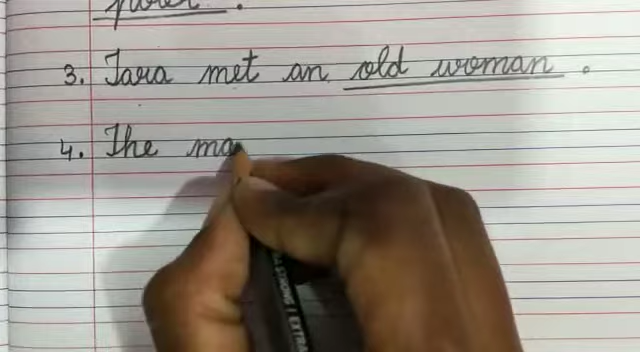 3. Tara met an old woman .
4. The ma